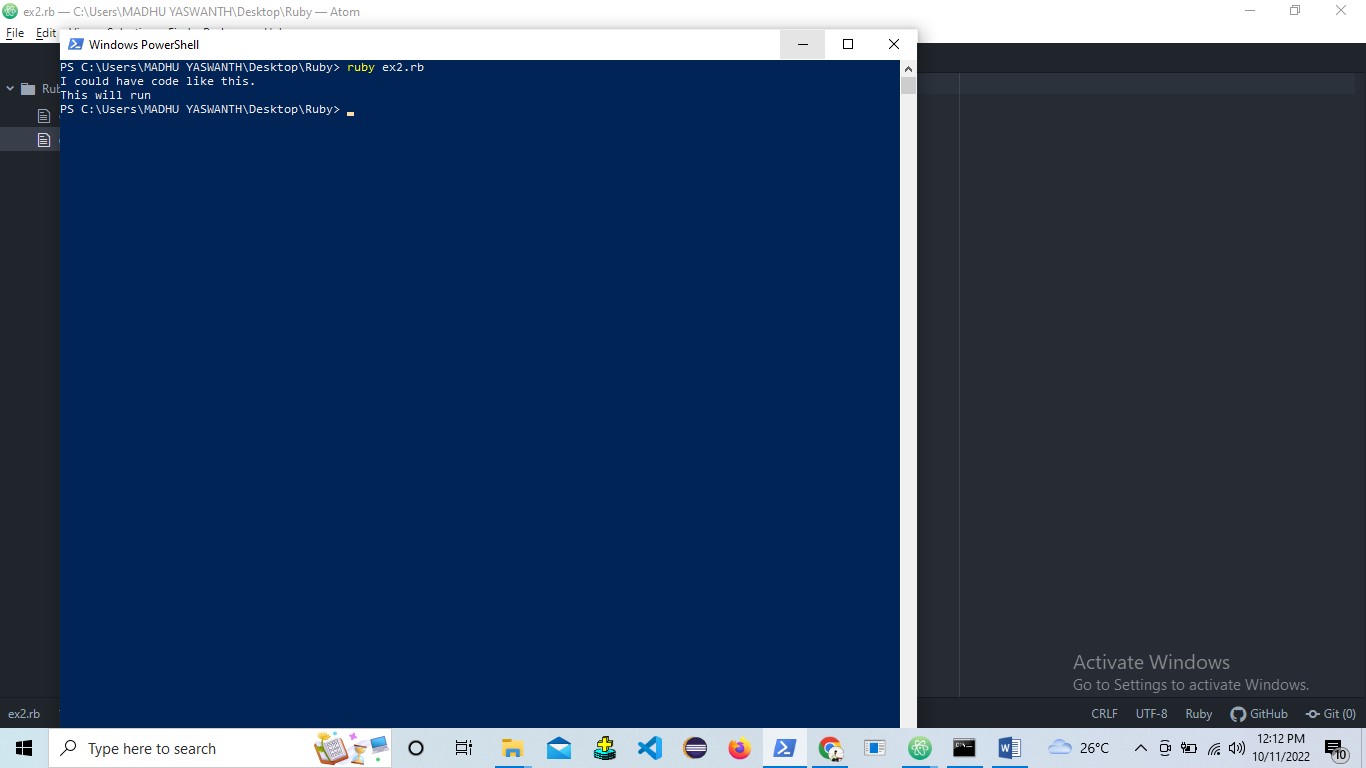 ex2.rb — C:\Users\MADHU YASWANTH\Desktop\Ruby — Atom
File Edit
Windows PowerShell
PS C:\Users\MADHU YASWANTH\Desktop\Ruby> ruby ex2.rb
I could have code like this.
This will run
PS C:\Users\MADHU YASWANTH\Desktop\Ruby>
Activate Windows
Go to Settings to activate Windows.
ex2.rb CRLF UTF-8 Ruby GitHub Git (0)
Type here to search 26°C 12:12 PM
10/11/2022 10